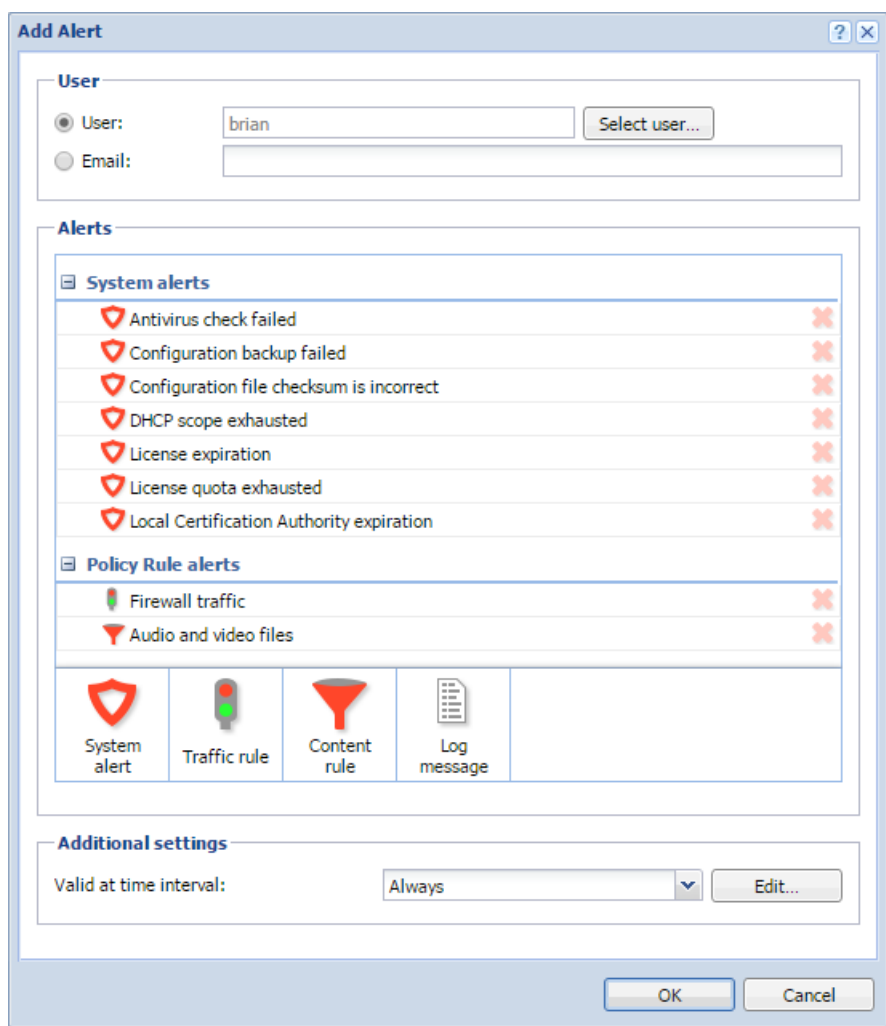 Add Alert
User
User:
brian
Select user...
Email:
Alerts
System alerts
Antivirus check failed
Configuration backup failed
Configuration file checksum is incorrect
DHCP scope exhausted
License expiration
License quota exhausted
Local Certification Authority expiration
Policy Rule alerts
Firewall traffic
Audio and video files
System
alert
Traffic rule
Content
rule
Log
message
Additional settings
Valid at time interval:
Always
Edit...
OK
Cancel